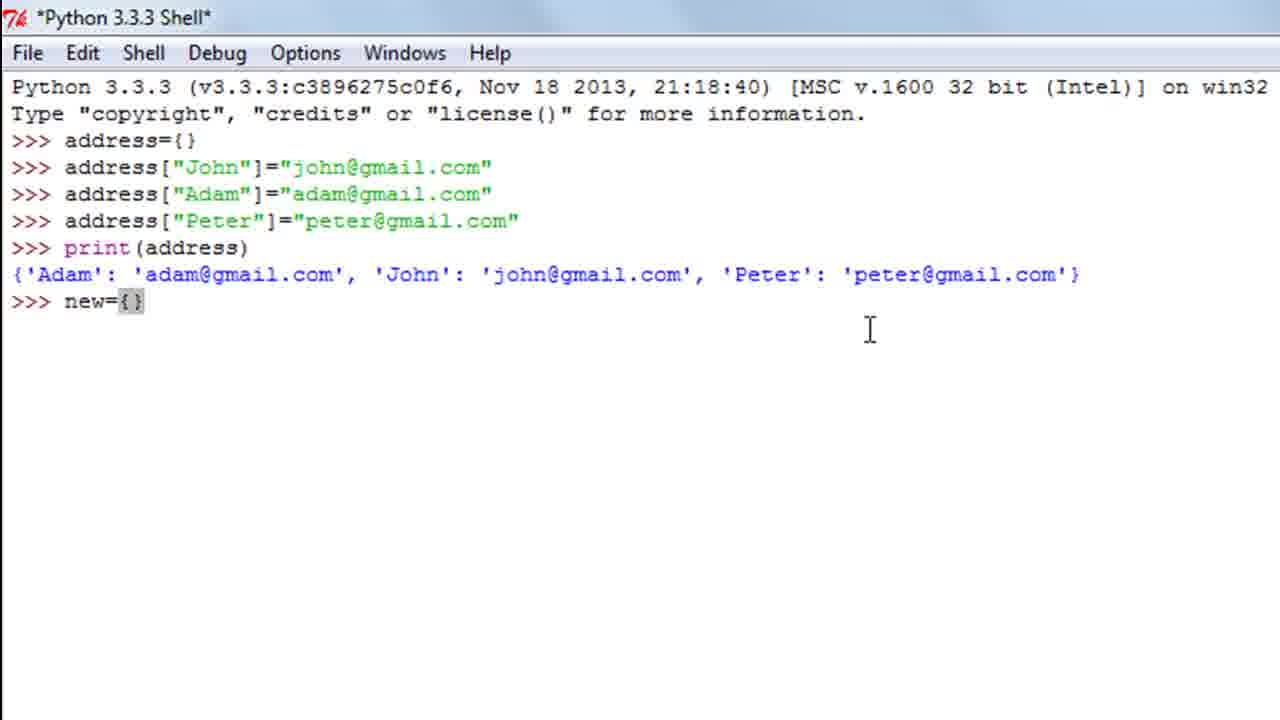 *Python 3.3.3 Shell*
File Edit Shell Debug Options Windows Help
Python 3.3.3 (v3.3.3:c3896275c0f6, Nov 18 2013, 21:18:40) [MSC v.1600 32 bit (Intel)] on win32
Type "copyright", "credits" or "license()" for more information.
>>> address={}
>>> address["John"]="john@gmail.com"
>>> address["Adam"]="adam@gmail.com"
>>> address["Peter"]="peter@gmail.com"
>>> print(address)
{'Adam': 'adam@gmail.com', 'John': 'john@gmail.com', 'Peter': 'peter@gmail.com'}
>>> new={}